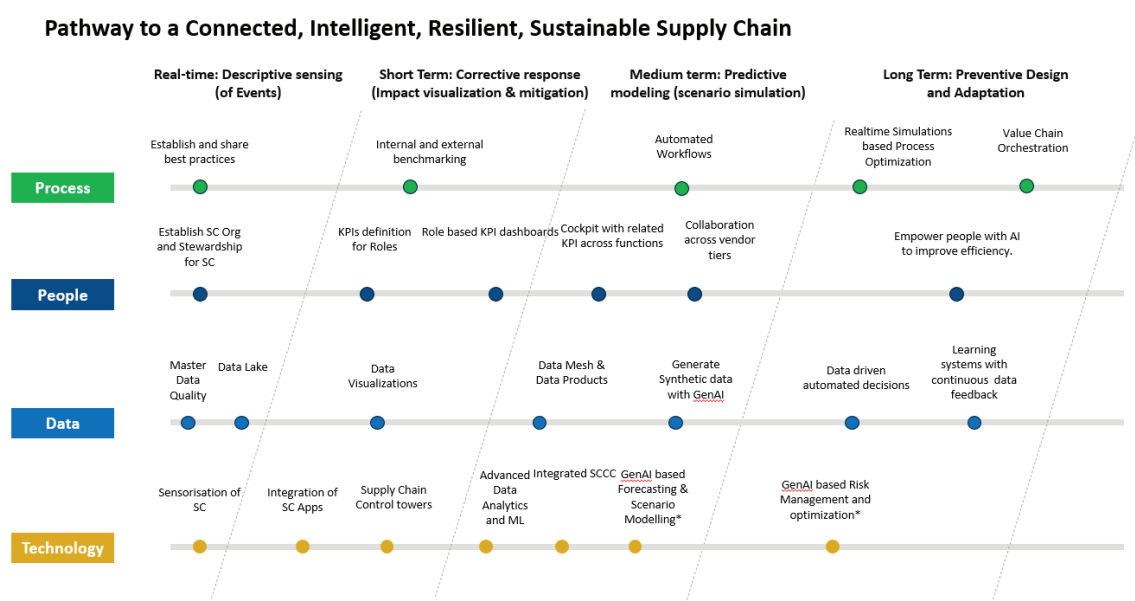 Pathway to a Connected, Intelligent, Resilient, Sustainable Supply Chain
Real-time: Descriptive sensing
(of Events)
Short Term: Corrective response
(Impact visualization & mitigation)
Medium term: Predictive
modeling (scenario simulation)
Long Term: Preventive Design
and Adaptation
Process
Establish and share
best practices
Internal and external
benchmarking
Automated
Workflows
Realtime Simulations
based Process
Optimization
Value Chain
Orchestration
People
Establish SC Org
and Stewardship
for SC
KPIs definition
for Roles
Role based KPI dashboards
Cockpit with related
KPI across functions
Collaboration
across vendor
tiers
Empower people with AI
to improve efficiency.
Data
Master
Data
Quality
Data Lake
Data
Visualizations
Data Mesh &
Data Products
Generate
Synthetic data
with GenAI
Data driven
automated decisions
Learning
systems with
continuous data
feedback
Technology
Sensorisation of
SC
Integration of
SC Apps
Supply Chain
Control towers
Advanced
Data
Analytics
and ML
Integrated SCCC
GenAI based
Forecasting &
Scenario
Modelling*
GenAI based Risk
Management and
optimization*